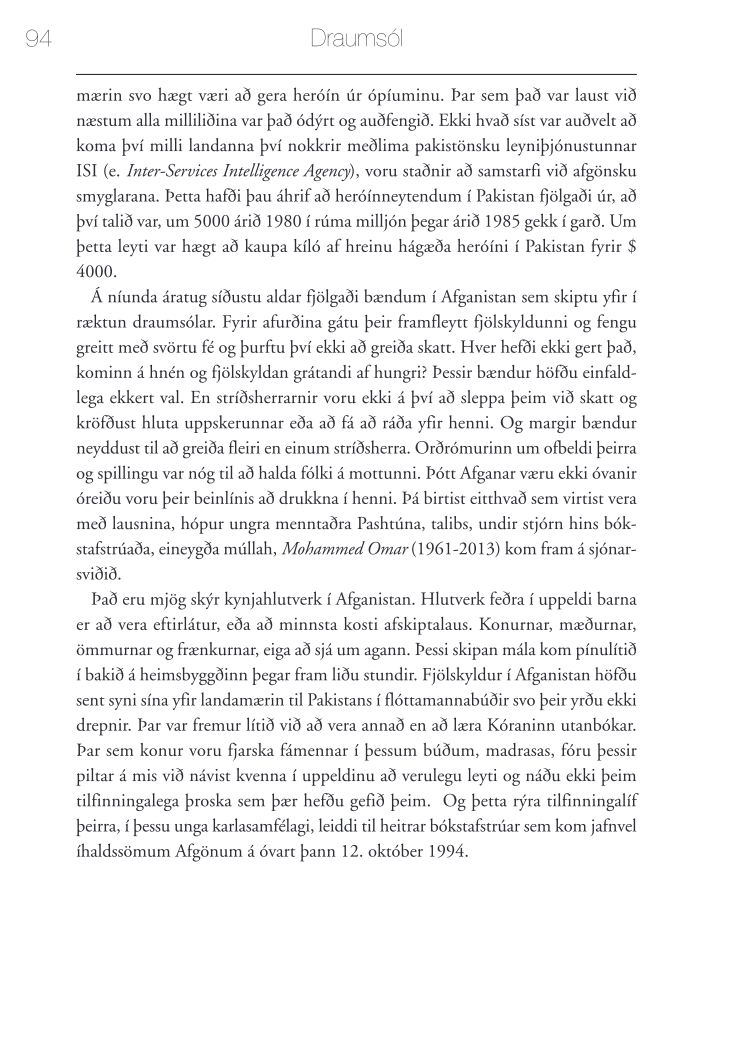 94
Draumsól
mærin svo hægt væri að gera heróín úr ópíuminu. Þar sem það var laust við
næstum alla milliliðina var það ódýrt og auðfengið. Ekki hvað síst var auðvelt að
koma því milli landanna því nokkrir meðlima pakistönsku leyniþjónustunnar
ISI (e. Inter-Services Intelligence Agency), voru staðnir að samstarfi við afgönsku
smyglarana. Þetta hafði þau áhrif að heróínneytendum í Pakistan fjölgaði úr, að
því talið var, um 5000 árið 1980 í rúma milljón þegar árið 1985 gekk í garð. Um
þetta leyti var hægt að kaupa kíló af hreinu hágæða heróíni í Pakistan fyrir $
4000.
Á níunda áratug síðustu aldar fjölgaði bændum í Afganistan sem skiptu yfir í
ræktun draumsólar. Fyrir afurðina gátu þeir framfleytt fjölskyldunni og fengu
greitt með svörtu fé og þurftu því ekki að greiða skatt. Hver hefði ekki gert það,
kominn á hnén og fjölskyldan grátandi af hungri? Þessir bændur höfðu einfald-
lega ekkert val. En stríðsherrarnir voru ekki á því að sleppa þeim við skatt og
kröfðust hluta uppskerunnar eða að fá að ráða yfir henni. Og margir bændur
neyddust til að greiða fleiri en einum stríðsherra. Orðrómurinn um ofbeldi þeirra
og spillingu var nóg til að halda fólki á mottunni. Þótt Afganar væru ekki óvanir
óreiðu voru þeir beinlínis að drukkna í henni. Þá birtist eitthvað sem virtist vera
með lausnina, hópur ungra menntaðra Pashtúna, talibs, undir stjórn hins bók-
stafstrúaða, eineygða múllah, Mohammed Omar (1961-2013) kom fram á sjónar-
sviðið.
Það eru mjög skýr kynjahlutverk í Afganistan. Hlutverk feðra í uppeldi barna
er að vera eftirlátur, eða að minnsta kosti afskiptalaus. Konurnar, mæðurnar,
ömmurnar og frænkurnar, eiga að sjá um agann. Þessi skipan mála kom pínulítið
í bakið á heimsbyggðinn þegar fram liðu stundir. Fjölskyldur í Afganistan höfðu
sent syni sína yfir landamærin til Pakistans í flóttamannabúðir svo þeir yrðu ekki
drepnir. Þar var fremur lítið við að vera annað en að læra Kóraninn utanbókar.
Þar sem konur voru fjarska fámennar í þessum búðum, madrasas, fóru þessir
piltar á mis við návist kvenna í uppeldinu að verulegu leyti og náðu ekki þeim
tilfinningalega þroska sem þær hefðu gefið þeim.  Og þetta rýra tilfinningalíf
þeirra, í þessu unga karlasamfélagi, leiddi til heitrar bókstafstrúar sem kom jafnvel
íhaldssömum Afgönum á óvart þann 12. október 1994.